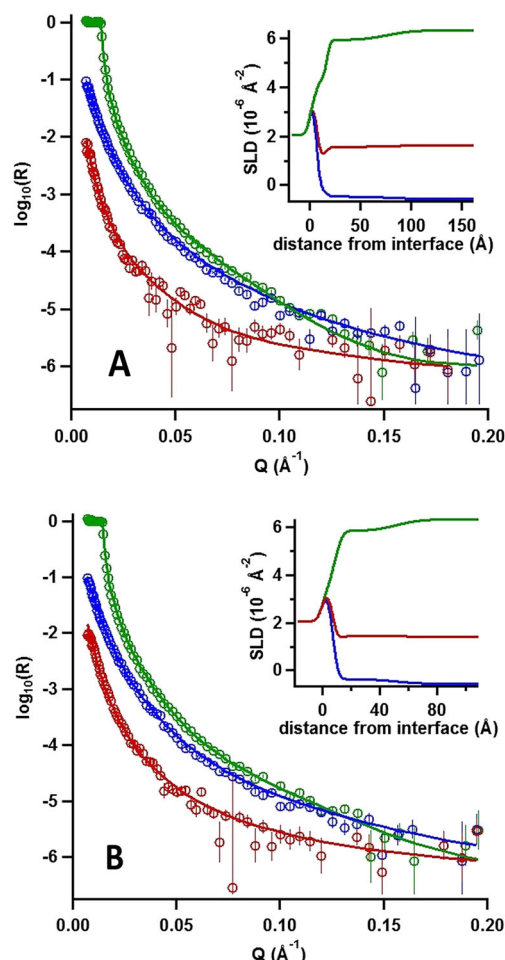 0
-1
-2
-3
-4
-5
-6
log10(R)
A
0.00 0.05 0.10 0.15 0.20
Q (Å⁻¹)
6
4
2
0
SLD (10⁻⁶ Å⁻²)
0 50 100 150
distance from interface (Å)
0
-1
-2
-3
-4
-5
-6
log10(R)
B
0.00 0.05 0.10 0.15 0.20
Q (Å⁻¹)
6
4
2
0
SLD (10⁻⁶ Å⁻²)
0 40 80
distance from interface (Å)